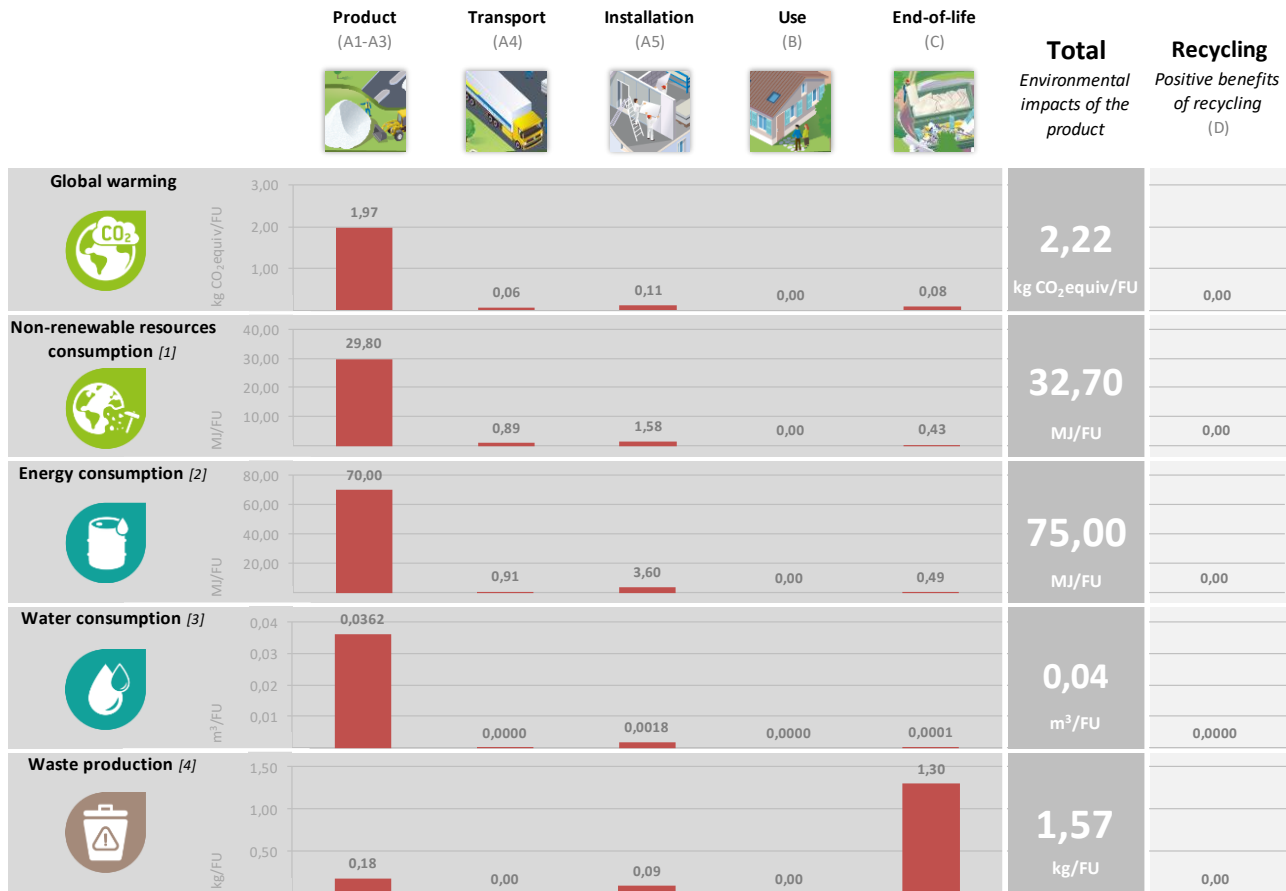 Product
Transport
Installation
Use
End-of-life
(A1-A3)
(A4)
(A5)
(B)
(C)
Total
Environmental
impacts of the
product
Recycling
Positive benefits
of recycling
(D)
Global warming
CO₂
kg CO₂equiv/FU
3,00
2,00
1,00
1,97
0,06
0,11
0,00
0,08
2,22
kg CO₂equiv/FU
0,00
Non-renewable resources
consumption [1]
MJ/FU
40,00
30,00
20,00
10,00
29,80
0,89
1,58
0,00
0,43
32,70
MJ/FU
0,00
Energy consumption [2]
MJ/FU
80,00
60,00
40,00
20,00
70,00
0,91
3,60
0,00
0,49
75,00
MJ/FU
0,00
Water consumption [3]
m³/FU
0,04
0,03
0,02
0,01
0,0362
0,0000
0,0018
0,0000
0,0001
0,04
m³/FU
0,0000
Waste production [4]
kg/FU
1,50
1,00
0,50
0,18
0,00
0,09
0,00
1,30
1,57
kg/FU
0,00